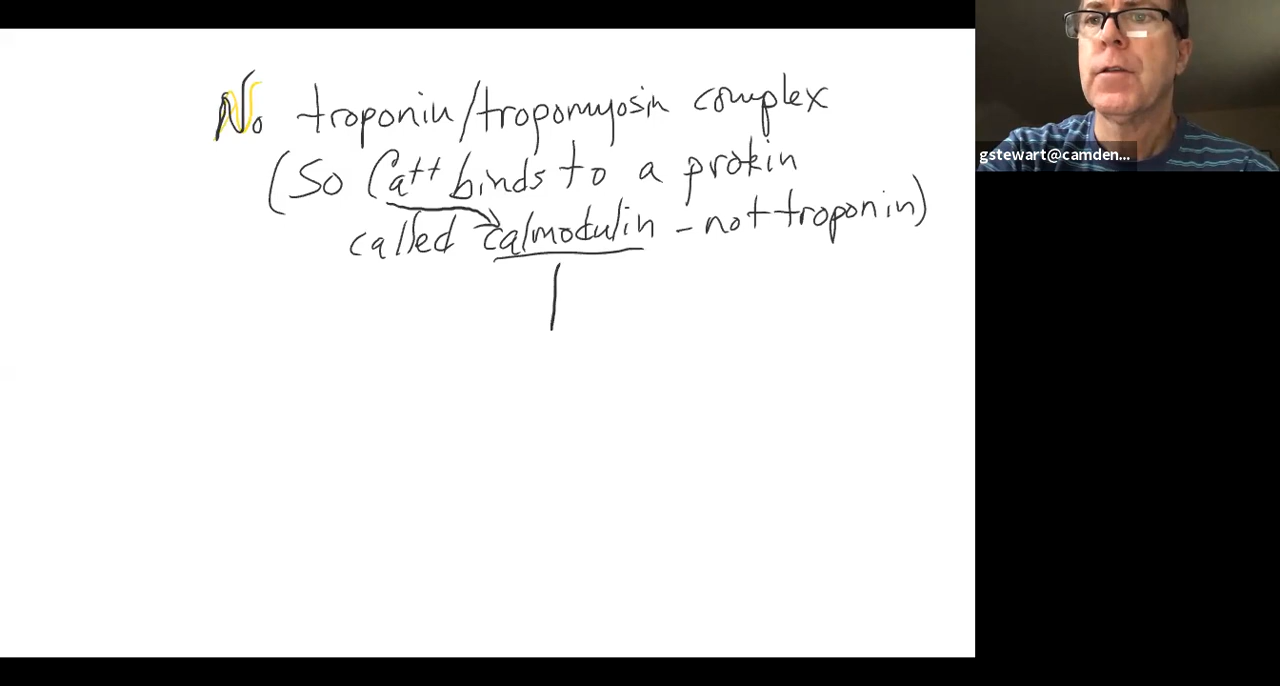 No troponin/tropomyosin complex
(So Ca++ binds to a protein
called calmodulin - not troponin)
gstewart@camden...